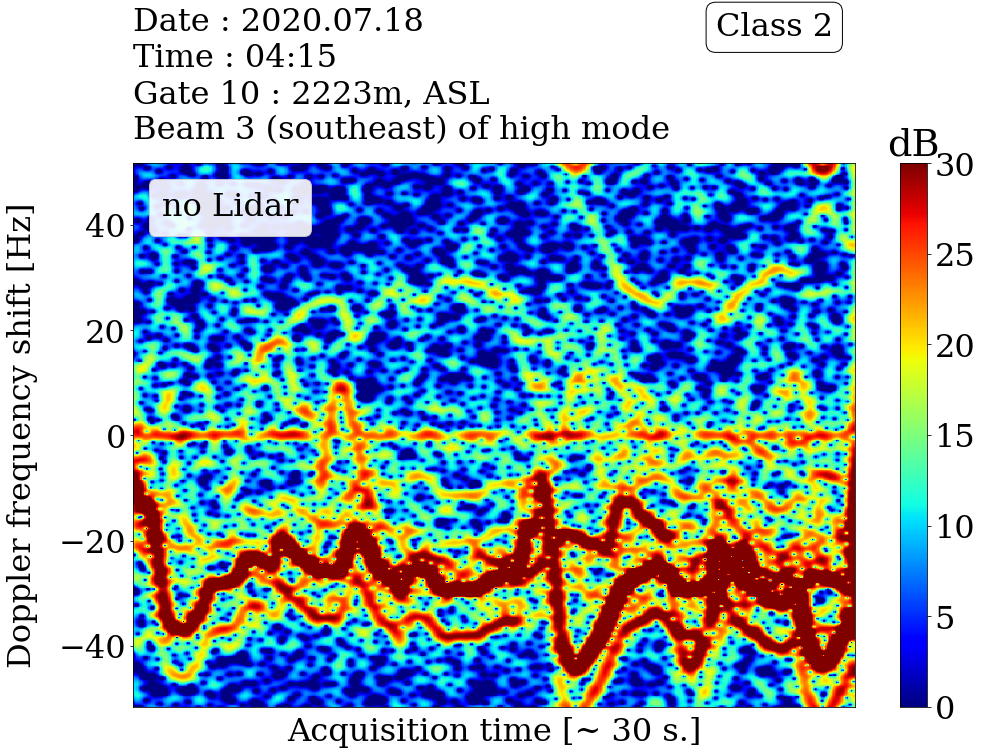 Date : 2020.07.18
Time : 04:15
Gate 10 : 2223m, ASL
Beam 3 (southeast) of high mode
Class 2
dB
no Lidar
Doppler frequency shift [Hz]
40
20
0
−20
−40
30
25
20
15
10
5
0
Acquisition time [~ 30 s.]